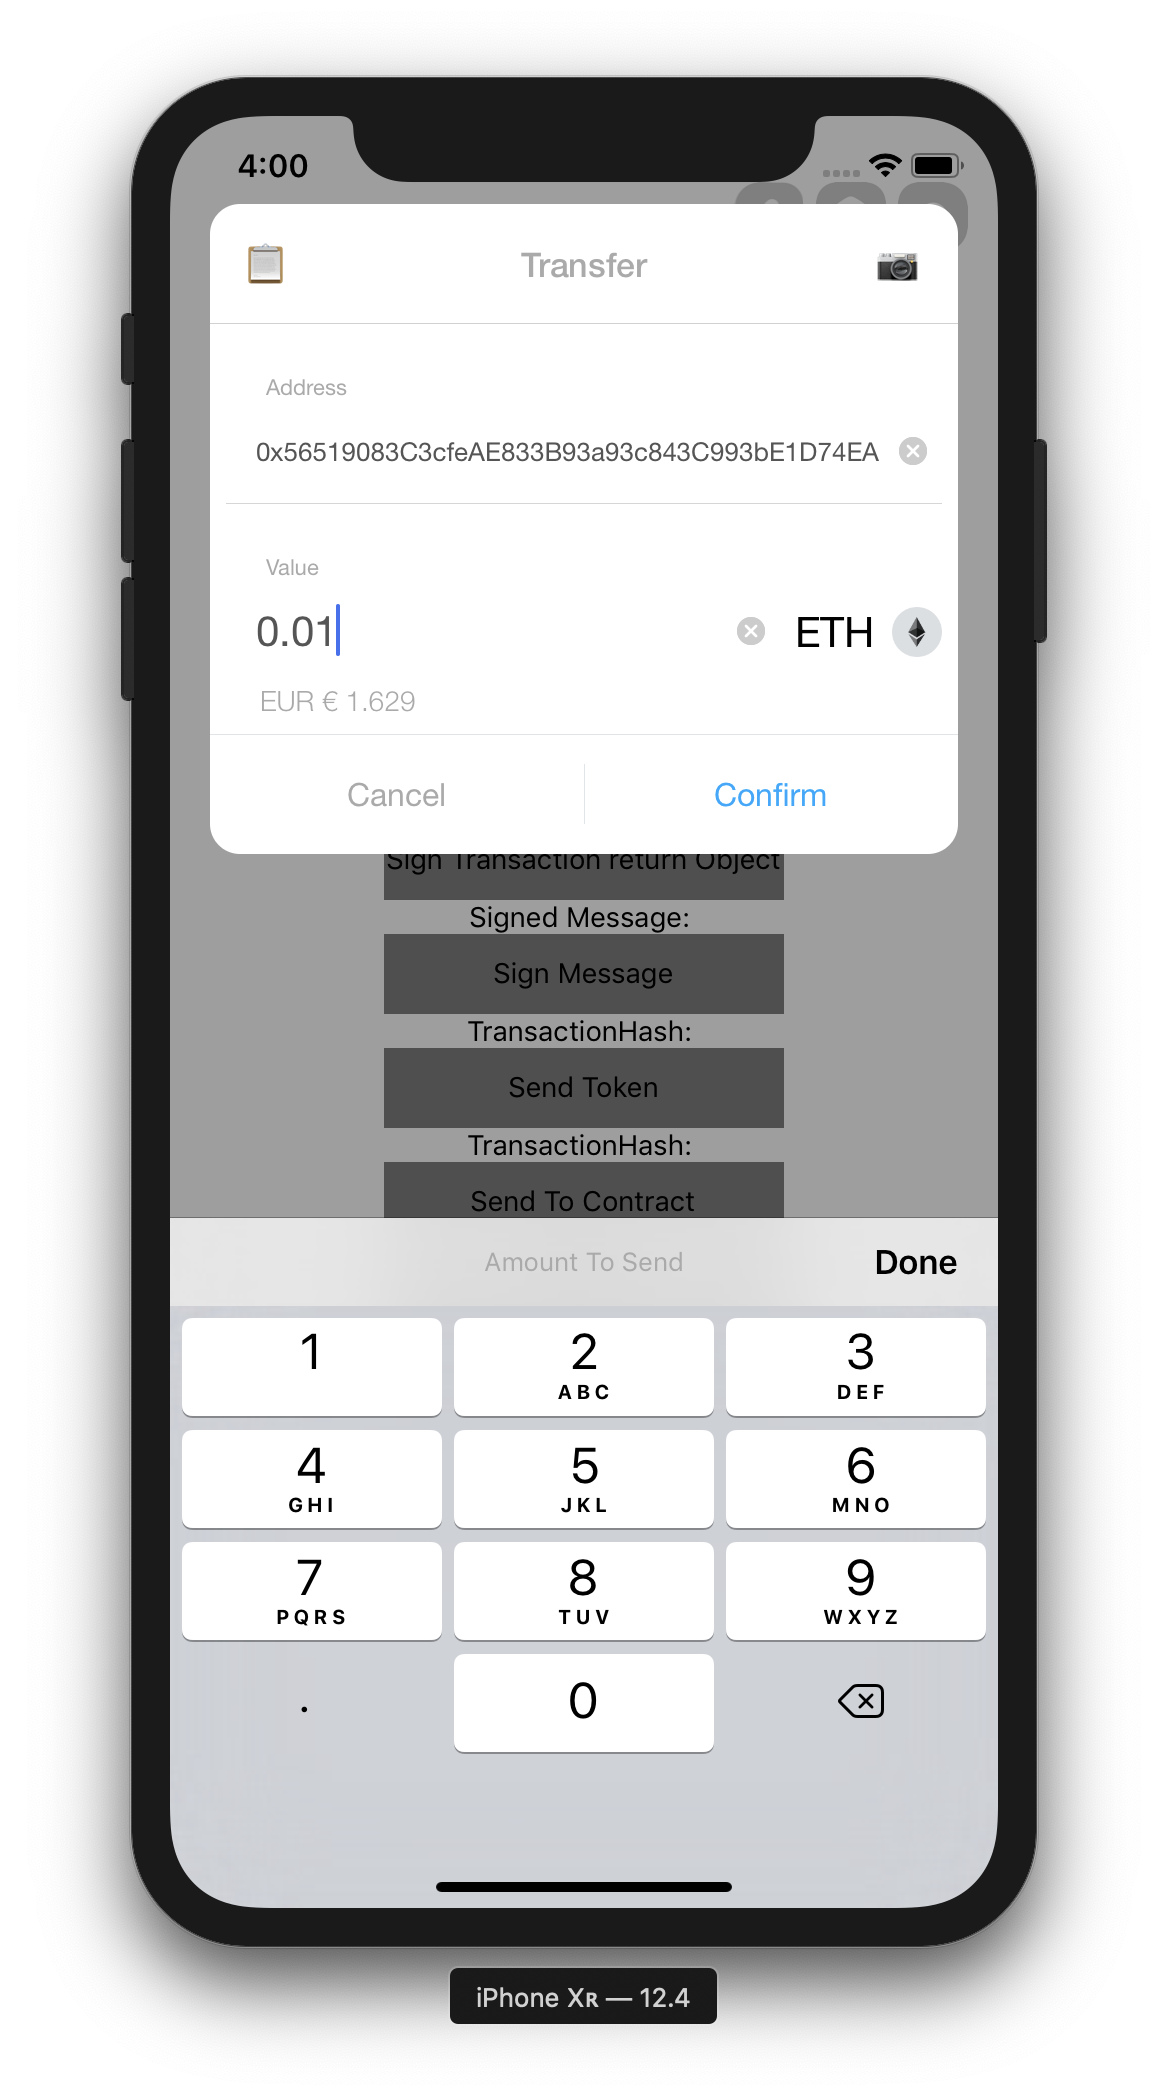 4:00
Transfer
Address
0x56519083C3cfeAE833B93a93c843C993bE1D74EA
Value
0.01
ETH
EUR € 1.629
Cancel
Confirm
Sign Transaction return Object
Signed Message:
Sign Message
TransactionHash:
Send Token
TransactionHash:
Send To Contract
Amount To Send
Done
1
2
ABC
3
DEF
4
GHI
5
JKL
6
MNO
7
PQRS
8
TUV
9
WXYZ
.
0
iPhone Xʀ — 12.4